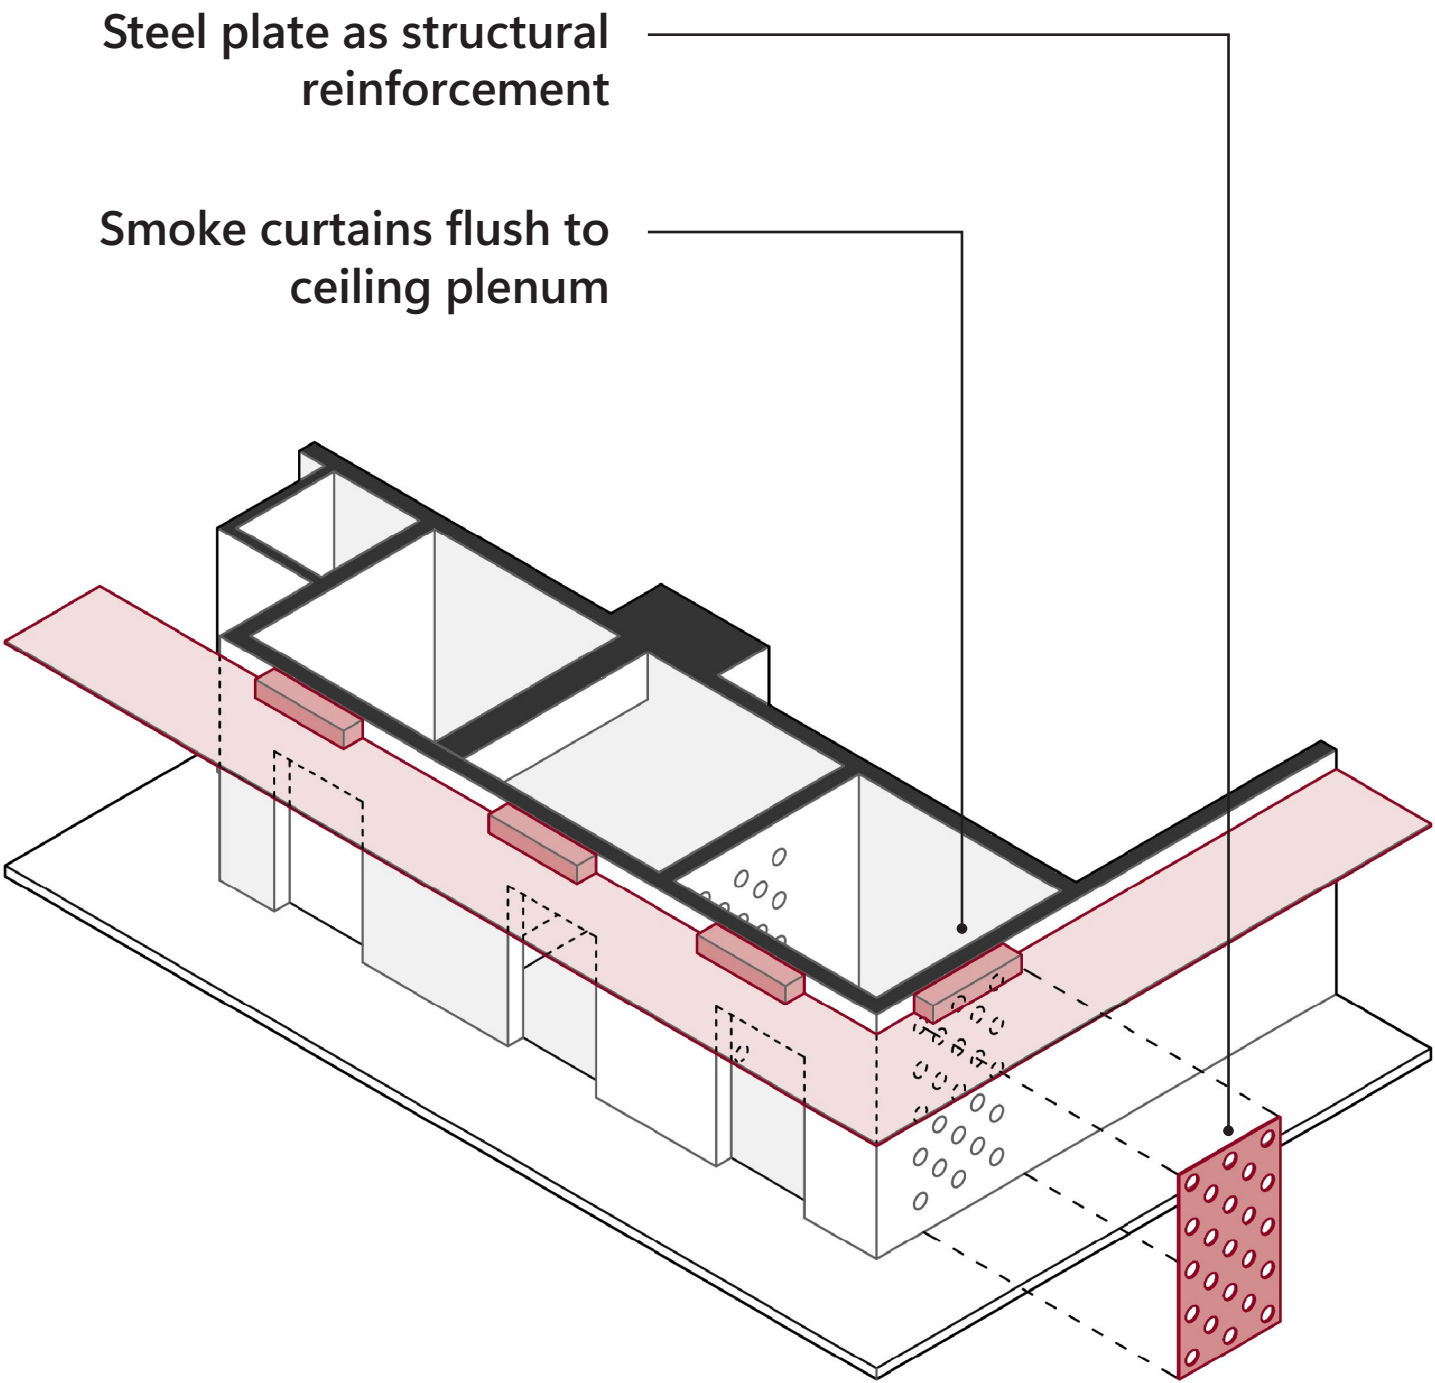 Steel plate as structural
reinforcement
Smoke curtains flush to
ceiling plenum